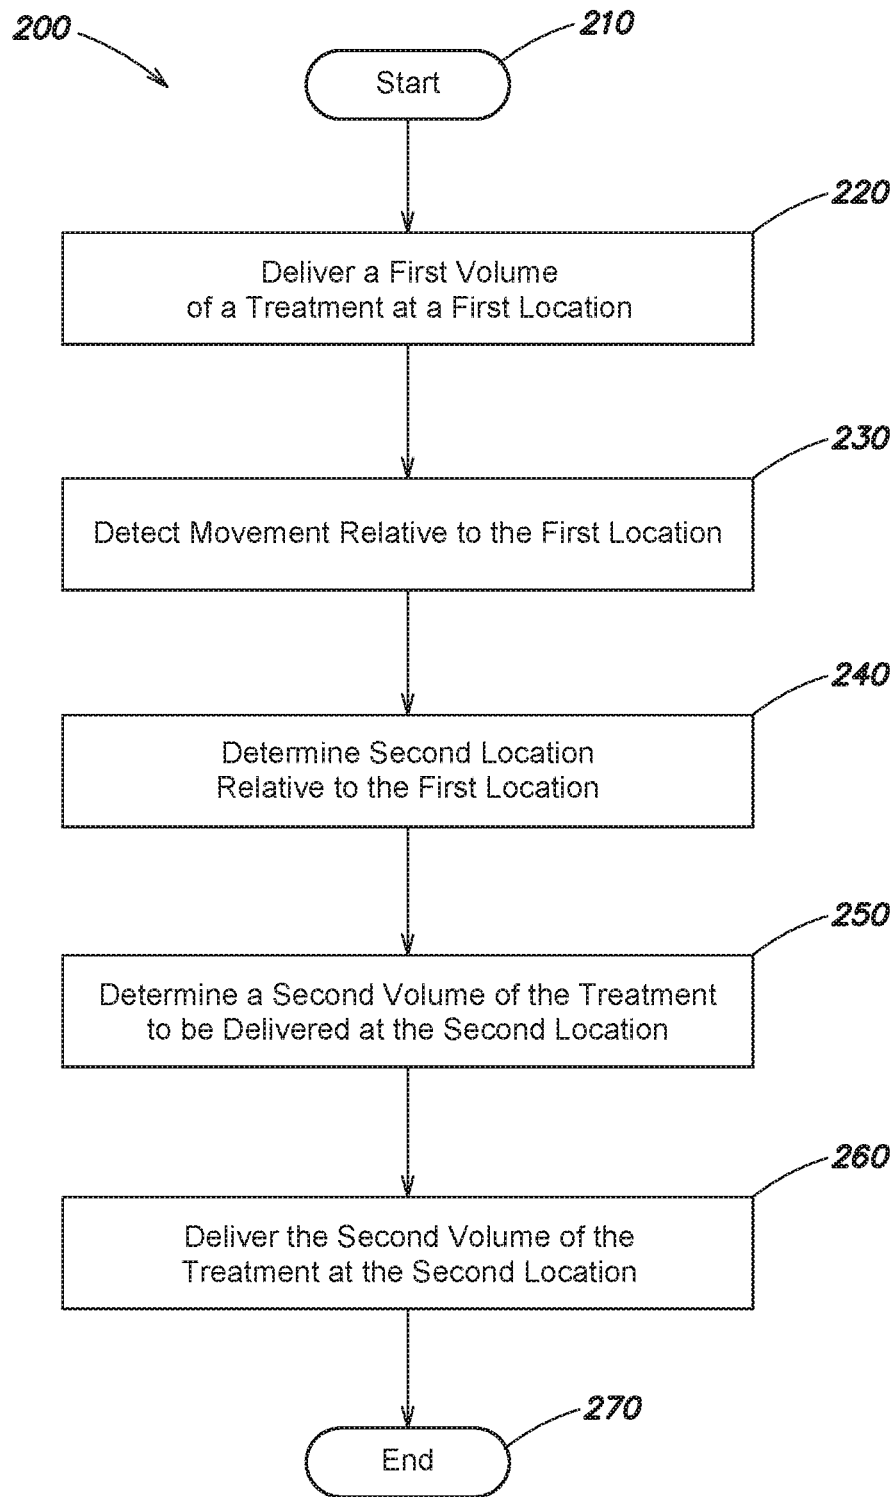 200
210
Start
220
Deliver a First Volume
of a Treatment at a First Location
230
Detect Movement Relative to the First Location
240
Determine Second Location
Relative to the First Location
250
Determine a Second Volume of the Treatment
to be Delivered at the Second Location
260
Deliver the Second Volume of the
Treatment at the Second Location
270
End